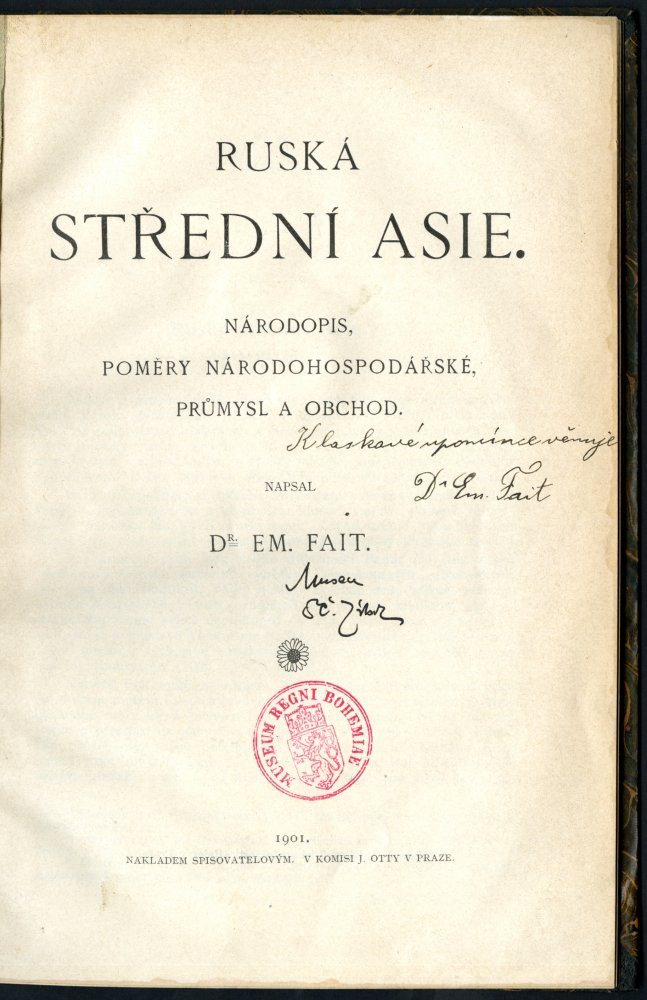 RUSKÁ
STŘEDNÍ ASIE.
NÁRODOPIS,
POMĚRY NÁRODOHOSPODÁŘSKÉ,
PRŮMYSL A OBCHOD.
K laskavé upomínce věnuje
NAPSAL
Dr Em. Fait
DR. EM. FAIT.
Museu
MUSEUM REGNI BOHEMIAE
1901.
NAKLADEM SPISOVATELOVÝM. V KOMISI J. OTTY V PRAZE.